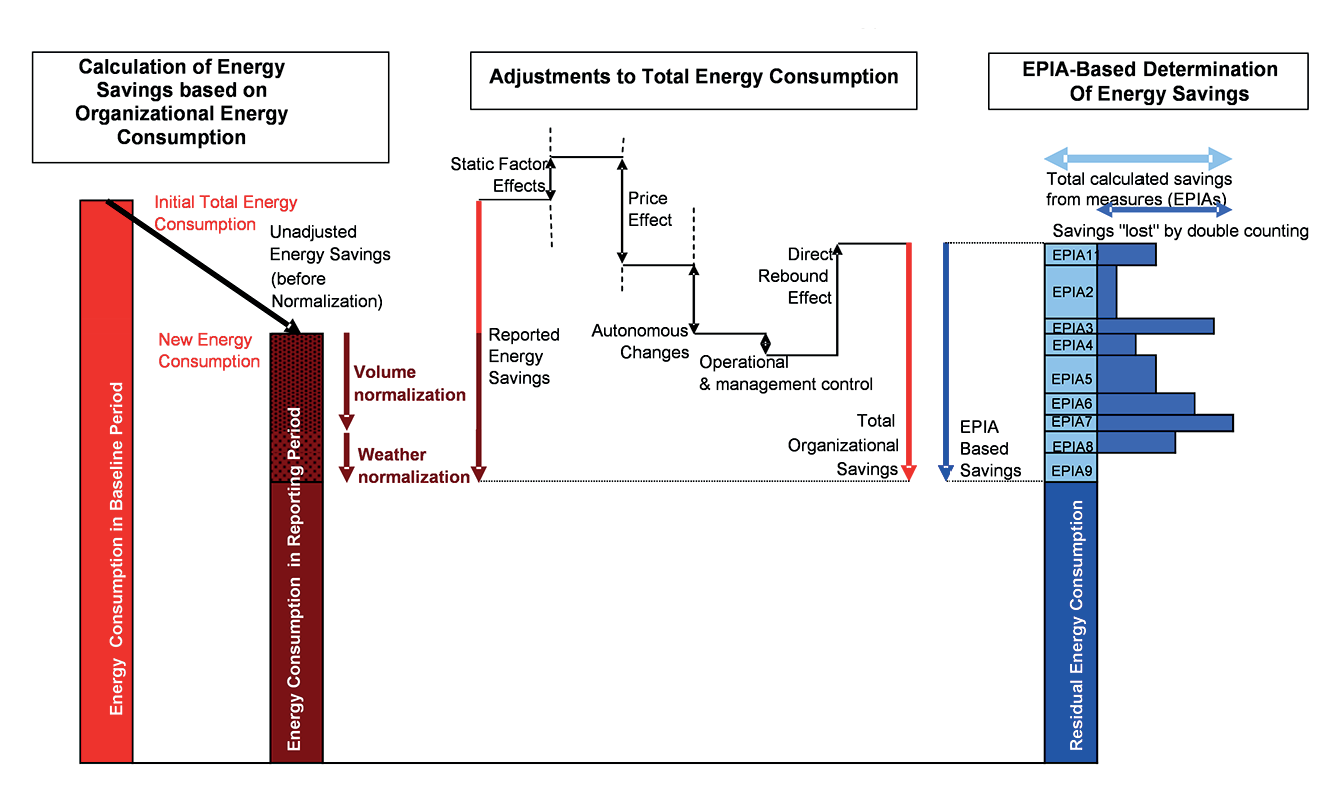 Calculation of Energy
Savings based on
Organizational Energy
Consumption
Adjustments to Total Energy Consumption
EPIA-Based Determination
Of Energy Savings
Initial Total Energy
Consumption
Unadjusted
Energy Savings
(before
Normalization)
New Energy
Consumption
Volume
normalization
Weather
normalization
Energy Consumption in Baseline Period
Energy Consumption in Reporting Period
Static Factor
Effects
Price
Effect
Reported
Energy
Savings
Autonomous
Changes
Operational
& management control
Direct
Rebound
Effect
Total
Organizational
Savings
EPIA
Based
Savings
Total calculated savings
from measures (EPIAs)
Savings "lost" by double counting
EPIA11
EPIA2
EPIA3
EPIA4
EPIA5
EPIA6
EPIA7
EPIA8
EPIA9
Residual Energy Consumption